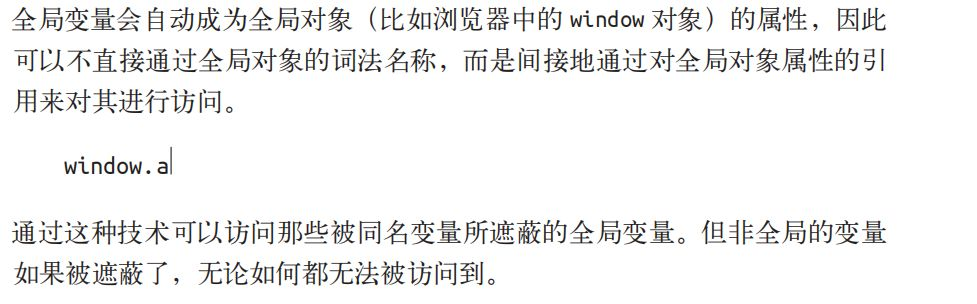 全局变量会自动成为全局对象（比如浏览器中的 window 对象）的属性，因此
可以不直接通过全局对象的词法名称，而是间接地通过对全局对象属性的引
用来对其进行访问。
window.a
通过这种技术可以访问那些被同名变量所遮蔽的全局变量。但非全局的变量
如果被遮蔽了，无论如何都无法被访问到。